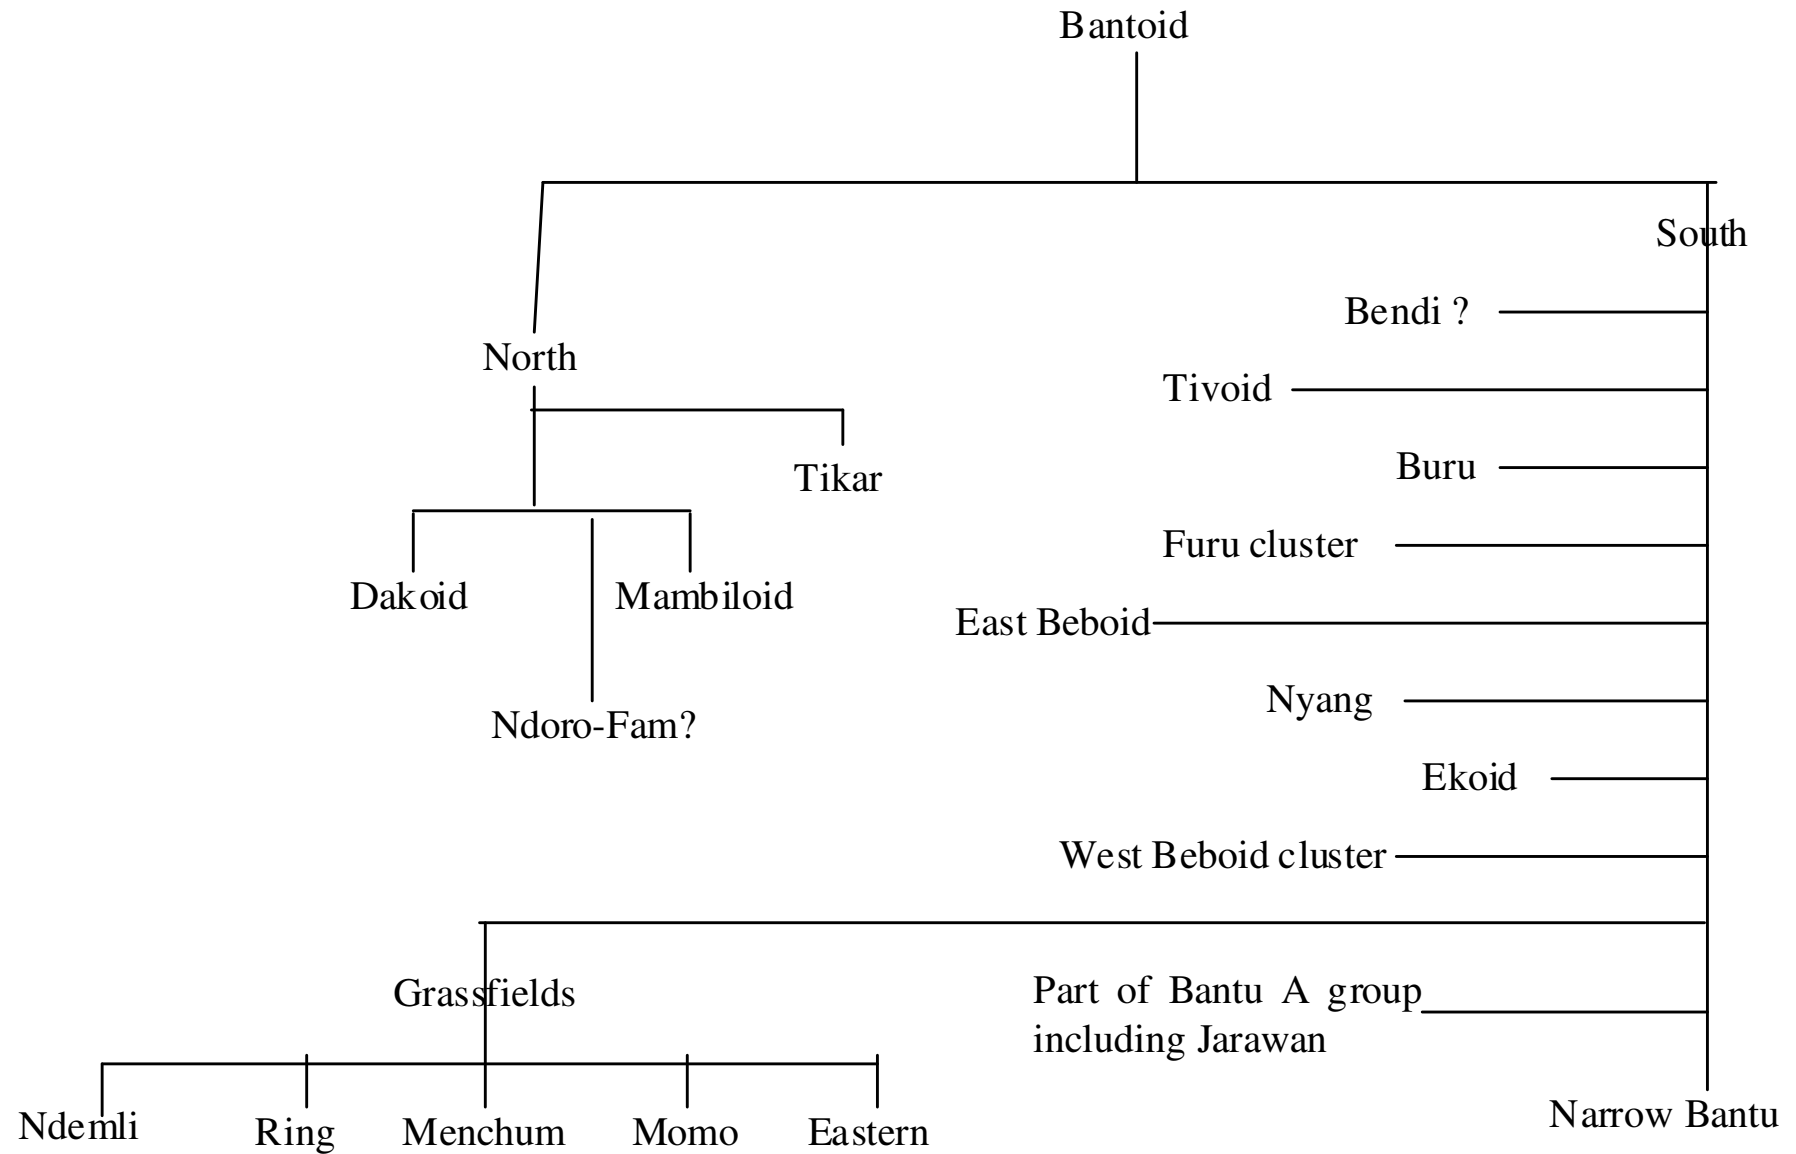 Bantoid
South
Bendi ?
North
Tivoid
Buru
Tikar
Furu cluster
Dakoid
Mambiloid
East Beboid
Nyang
Ndoro-Fam?
Ekoid
West Beboid cluster
Grassfields
Part of Bantu A group
including Jarawan
Narrow Bantu
Ndemli
Ring
Menchum
Momo
Eastern